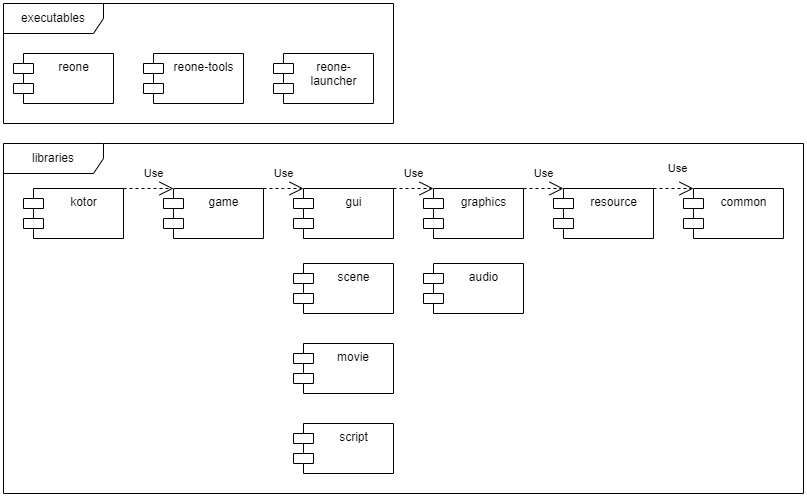 executables
reone
reone-tools
reone-
launcher
libraries
Use
Use
Use
Use
Use
kotor
game
gui
graphics
resource
common
scene
audio
movie
script